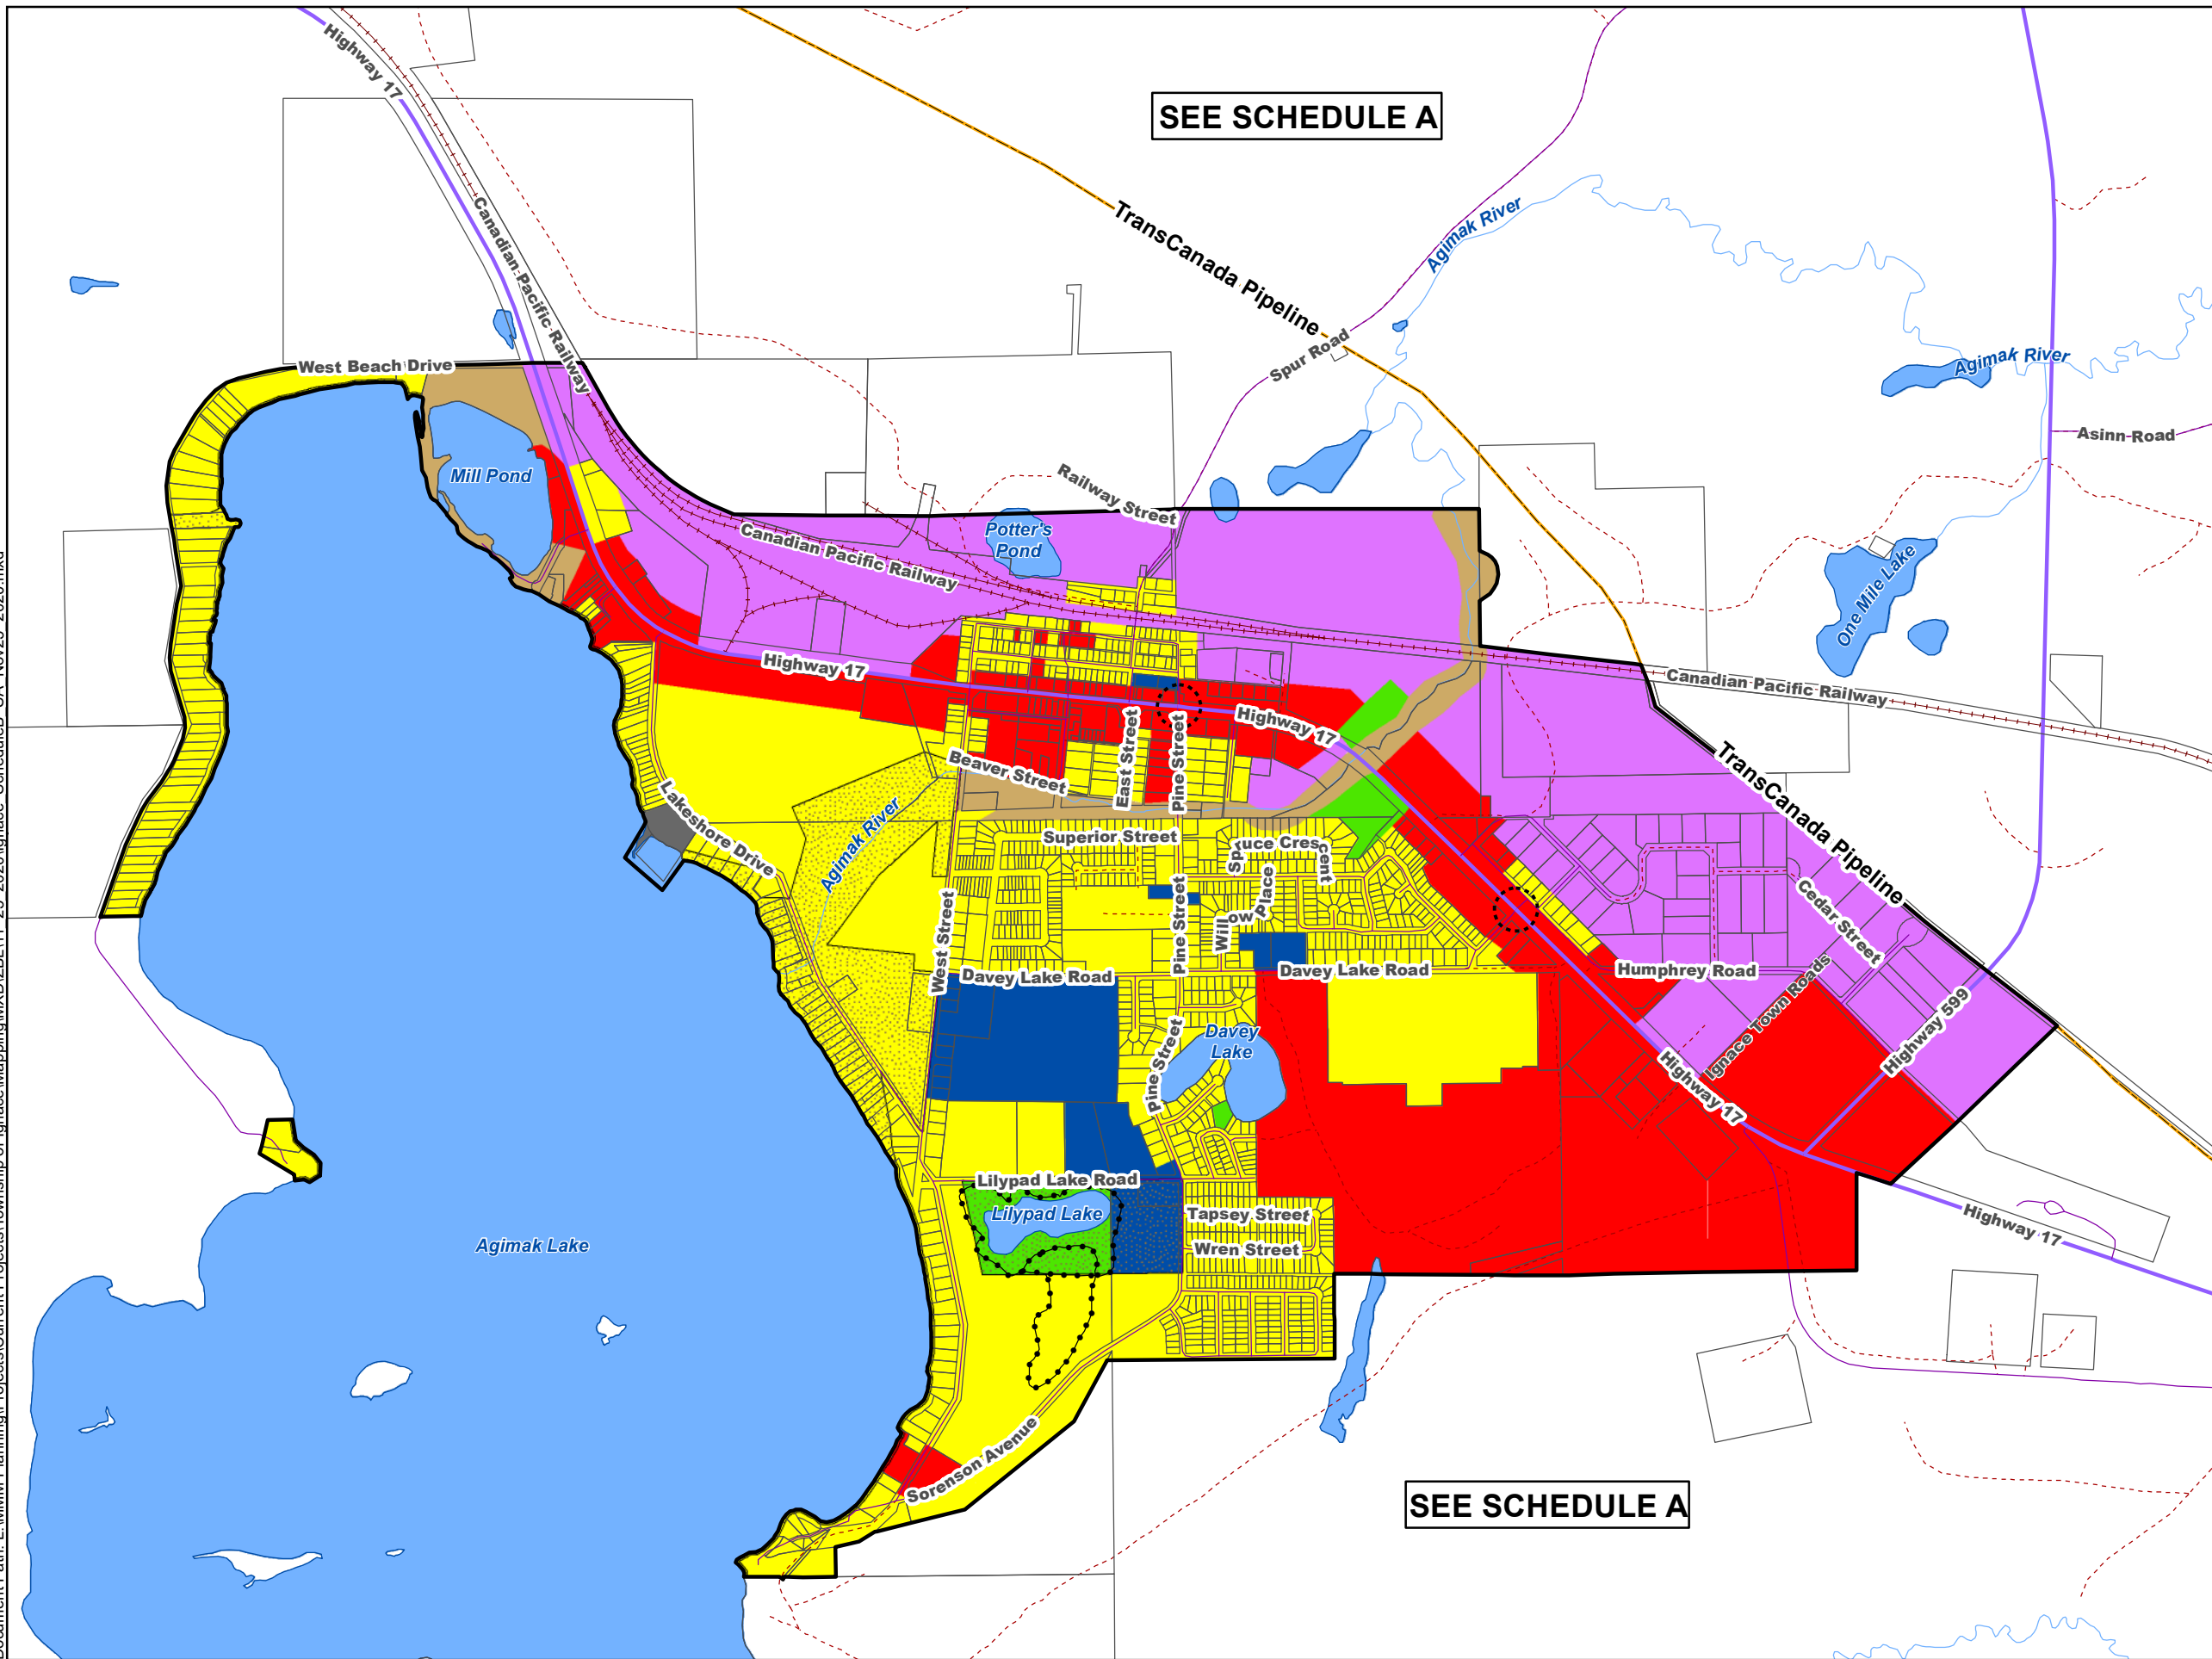 Highway 17
SEE SCHEDULE A
Canadian Pacific Railway
TransCanada Pipeline
Agimak River
Spur Road
Agimak River
Asinn Road
West Beach Drive
Mill Pond
Railway Street
Potter's
Pond
Canadian Pacific Railway
One Mile Lake
Highway 17
Canadian Pacific Railway
Highway 17
East Street
Pine Street
Beaver Street
TransCanada Pipeline
Lakeshore Drive
Agimak River
Superior Street
Spruce Crescent
Willow Place
Pine Street
West Street
Cedar Street
Davey Lake Road
Davey Lake Road
Humphrey Road
Ignace Town Roads
Highway 599
Davey
Lake
Pine Street
Highway 17
Lilypad Lake Road
Lilypad Lake
Tapsey Street
Wren Street
Highway 17
Agimak Lake
Sorenson Avenue
SEE SCHEDULE A